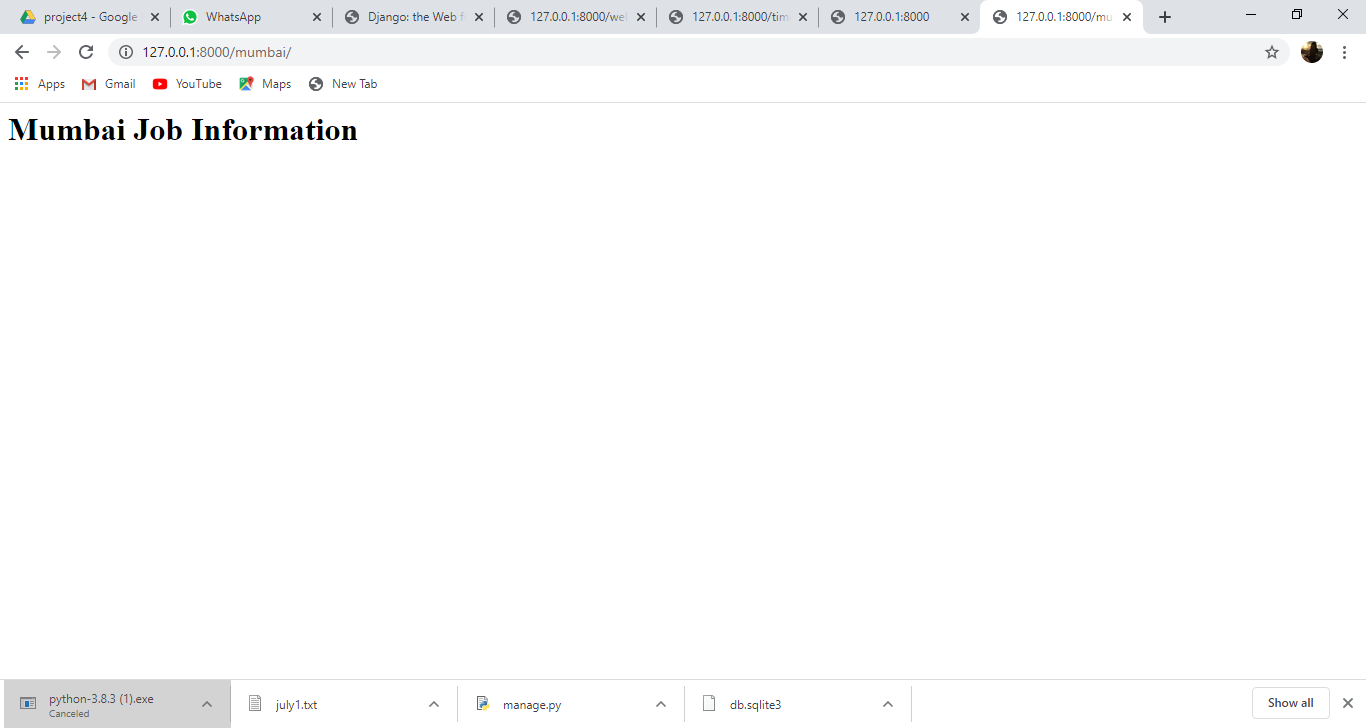 project4 - Google
WhatsApp
Django: the Web f
127.0.0.1:8000/wel
127.0.0.1:8000/tim
127.0.0.1:8000
127.0.0.1:8000/mu
127.0.0.1:8000/mumbai/
Apps
Gmail
YouTube
Maps
New Tab
Mumbai Job Information
python-3.8.3 (1).exe
Canceled
july1.txt
manage.py
db.sqlite3
Show all